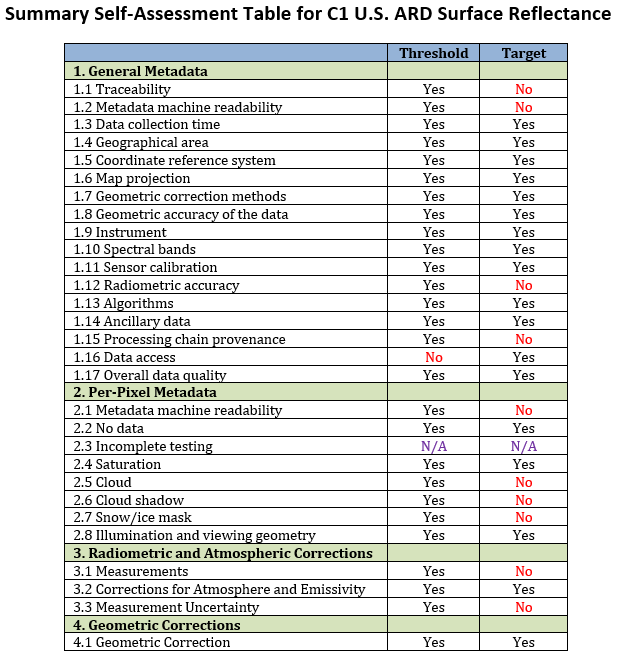 Summary Self-Assessment Table for C1 U.S. ARD Surface Reflectance
Threshold Target
1. General Metadata
1.1 Traceability Yes No
1.2 Metadata machine readability Yes No
1.3 Data collection time Yes Yes
1.4 Geographical area Yes Yes
1.5 Coordinate reference system Yes Yes
1.6 Map projection Yes Yes
1.7 Geometric correction methods Yes Yes
1.8 Geometric accuracy of the data Yes Yes
1.9 Instrument Yes Yes
1.10 Spectral bands Yes Yes
1.11 Sensor calibration Yes Yes
1.12 Radiometric accuracy Yes No
1.13 Algorithms Yes Yes
1.14 Ancillary data Yes Yes
1.15 Processing chain provenance Yes No
1.16 Data access No Yes
1.17 Overall data quality Yes Yes
2. Per-Pixel Metadata
2.1 Metadata machine readability Yes No
2.2 No data Yes Yes
2.3 Incomplete testing N/A N/A
2.4 Saturation Yes Yes
2.5 Cloud Yes No
2.6 Cloud shadow Yes No
2.7 Snow/ice mask Yes No
2.8 Illumination and viewing geometry Yes Yes
3. Radiometric and Atmospheric Corrections
3.1 Measurements Yes No
3.2 Corrections for Atmosphere and Emissivity Yes Yes
3.3 Measurement Uncertainty Yes No
4. Geometric Corrections
4.1 Geometric Correction Yes Yes